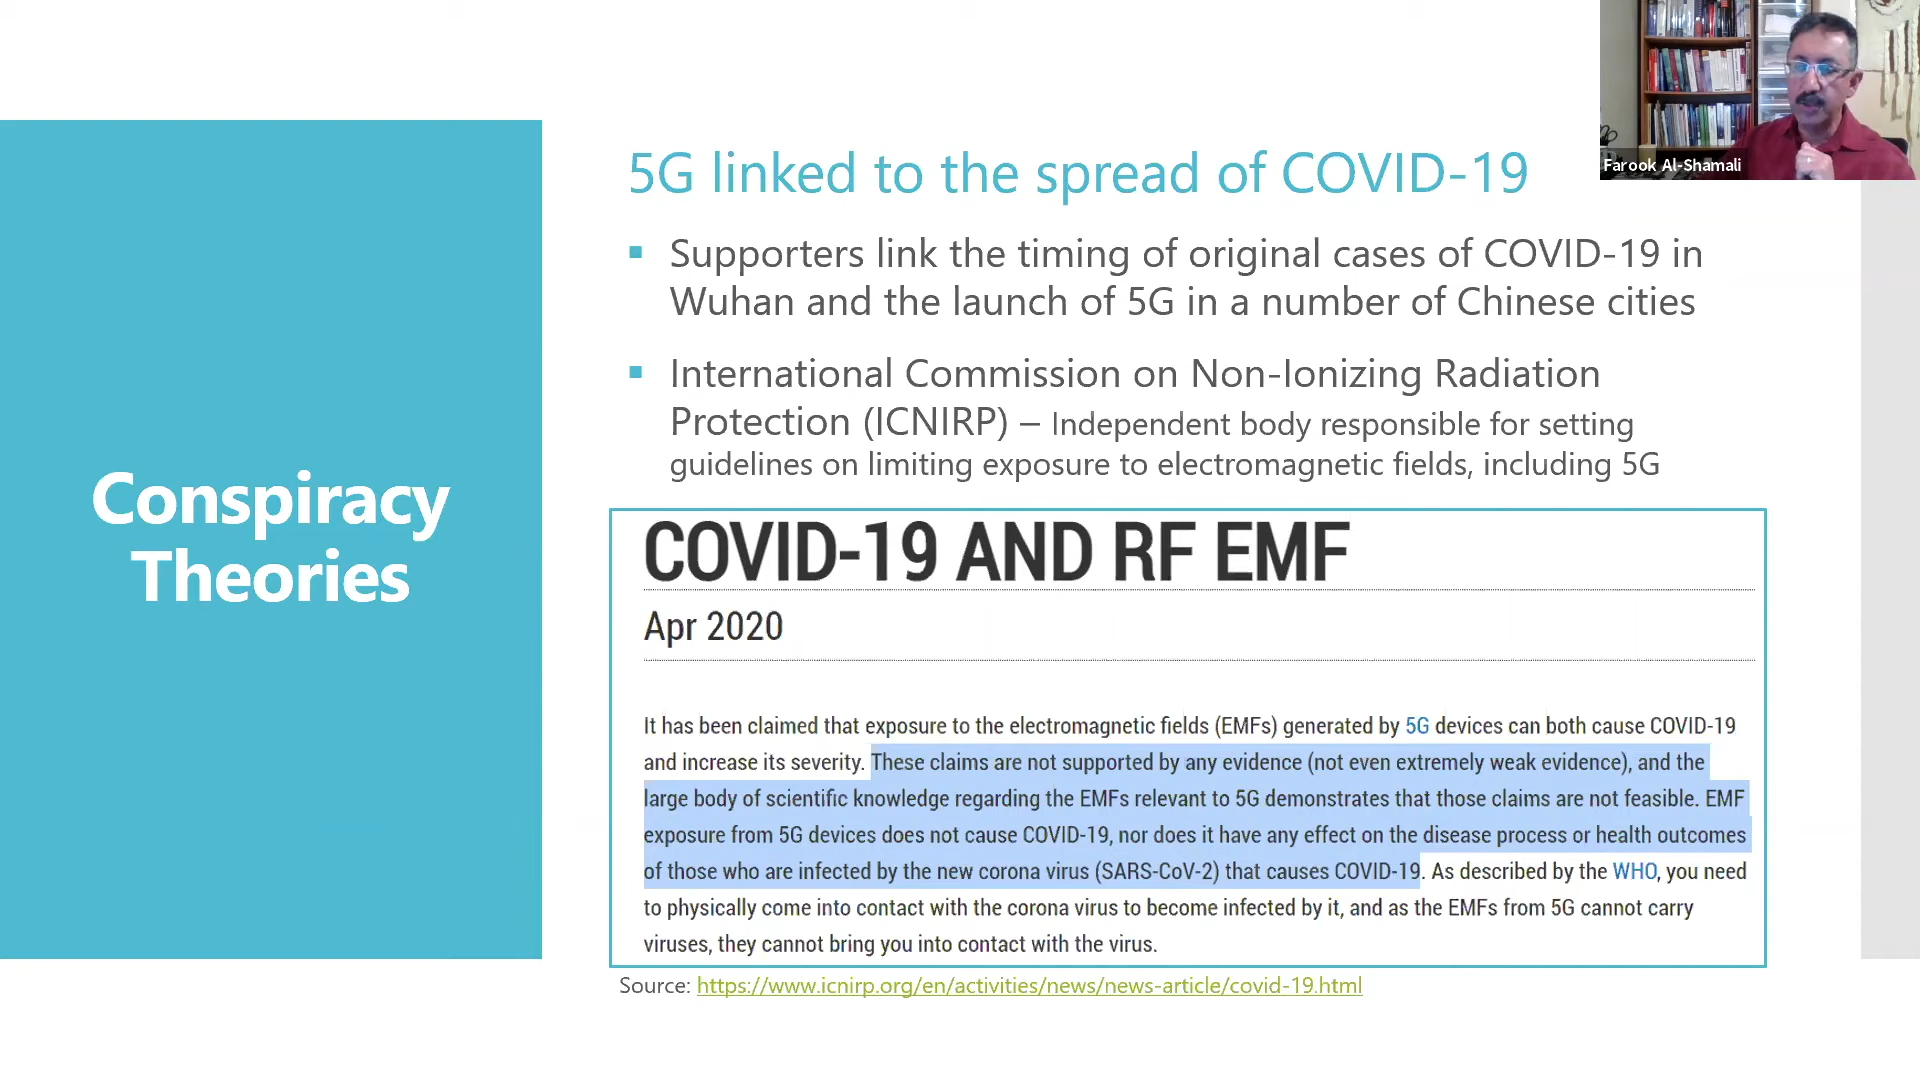 Farook Al-Shamali
Conspiracy
Theories
5G linked to the spread of COVID-19
▪ Supporters link the timing of original cases of COVID-19 in
Wuhan and the launch of 5G in a number of Chinese cities
▪ International Commission on Non-Ionizing Radiation
Protection (ICNIRP) – Independent body responsible for setting
guidelines on limiting exposure to electromagnetic fields, including 5G
COVID-19 AND RF EMF
Apr 2020
It has been claimed that exposure to the electromagnetic fields (EMFs) generated by 5G devices can both cause COVID-19
and increase its severity. These claims are not supported by any evidence (not even extremely weak evidence), and the
large body of scientific knowledge regarding the EMFs relevant to 5G demonstrates that those claims are not feasible. EMF
exposure from 5G devices does not cause COVID-19, nor does it have any effect on the disease process or health outcomes
of those who are infected by the new corona virus (SARS-CoV-2) that causes COVID-19. As described by the WHO, you need
to physically come into contact with the corona virus to become infected by it, and as the EMFs from 5G cannot carry
viruses, they cannot bring you into contact with the virus.
Source: https://www.icnirp.org/en/activities/news/news-article/covid-19.html